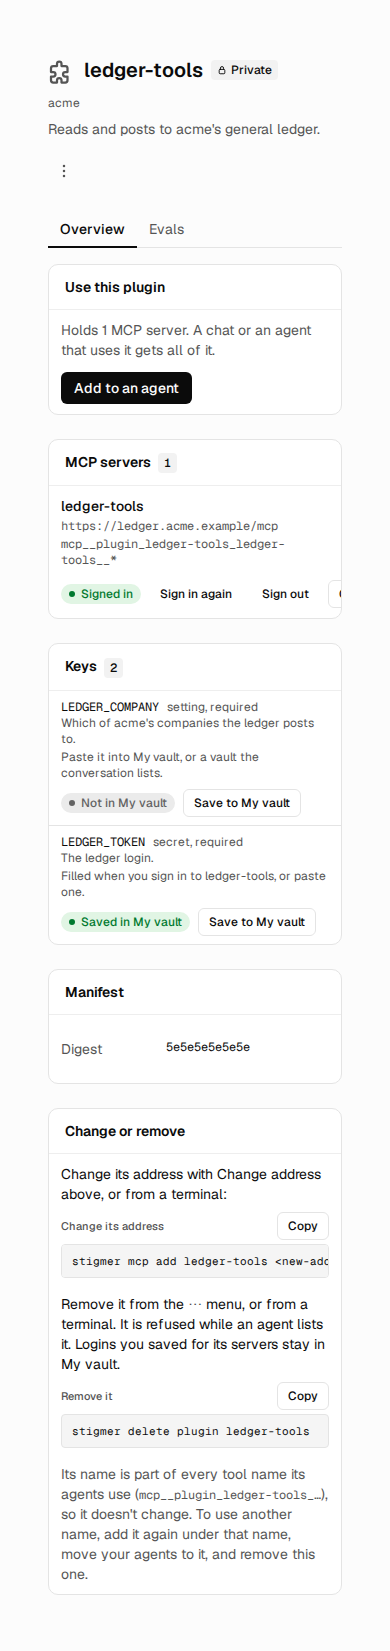 ledger-tools Private
acme
Reads and posts to acme's general ledger.
Overview Evals
Use this plugin
Holds 1 MCP server. A chat or an agent
that uses it gets all of it.
Add to an agent
MCP servers 1
ledger-tools
https://ledger.acme.example/mcp
mcp__plugin_ledger-tools_ledger-
tools__*
Signed in Sign in again Sign out
Keys 2
LEDGER_COMPANY setting, required
Which of acme's companies the ledger posts
to.
Paste it into My vault, or a vault the
conversation lists.
Not in My vault Save to My vault
LEDGER_TOKEN secret, required
The ledger login.
Filled when you sign in to ledger-tools, or paste
one.
Saved in My vault Save to My vault
Manifest
Digest 5e5e5e5e5e5e
Change or remove
Change its address with Change address
above, or from a terminal:
Change its address Copy
stigmer mcp add ledger-tools <new-add
Remove it from the ··· menu, or from a
terminal. It is refused while an agent lists
it. Logins you saved for its servers stay in
My vault.
Remove it Copy
stigmer delete plugin ledger-tools
Its name is part of every tool name its
agents use (mcp__plugin_ledger-tools_…),
so it doesn't change. To use another
name, add it again under that name,
move your agents to it, and remove this
one.